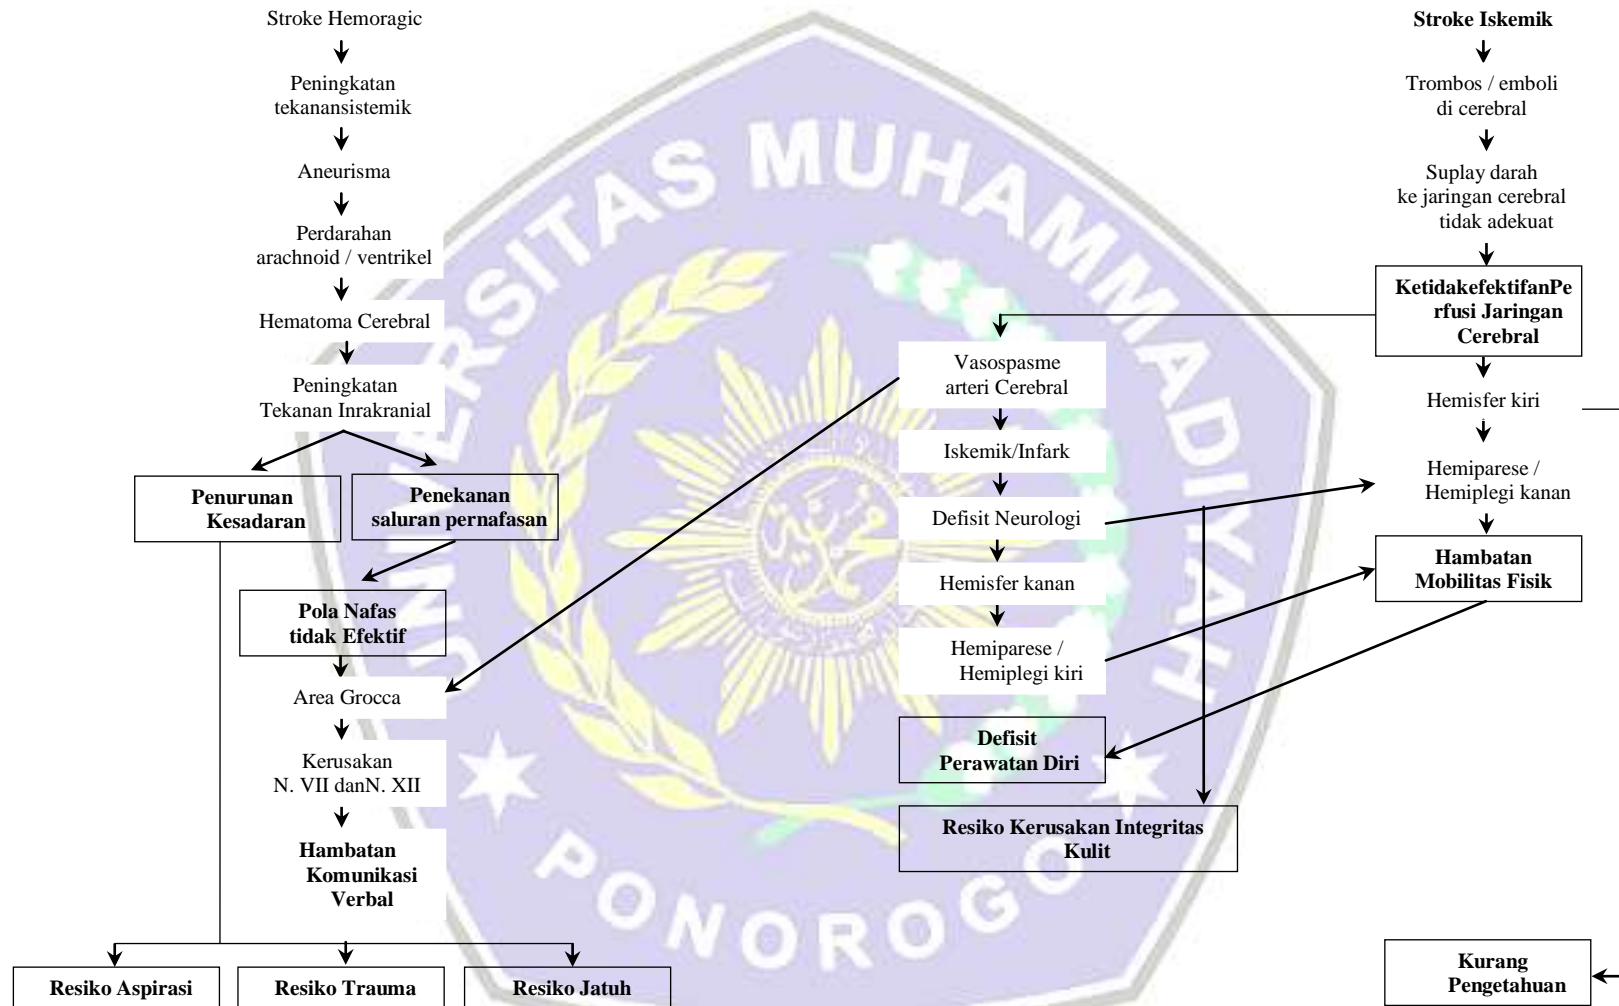 Stroke Hemoragic
Peningkatan
tekanansistemik
Aneurisma
Perdarahan
arachnoid / ventrikel
Hematoma Cerebral
Peningkatan
Tekanan Inrakranial
Penurunan
Kesadaran
Penekanan
saluran pernafasan
Pola Nafas
tidak Efektif
Area Grocca
Kerusakan
N. VII danN. XII
Hambatan
Komunikasi
Verbal
Resiko Aspirasi
Resiko Trauma
Resiko Jatuh
Vasospasme
arteri Cerebral
Iskemik/Infark
Defisit Neurologi
Hemisfer kanan
Hemiparese /
Hemiplegi kiri
Defisit
Perawatan Diri
Resiko Kerusakan Integritas
Kulit
Stroke Iskemik
Trombos / emboli
di cerebral
Suplay darah
ke jaringan cerebral
tidak adekuat
KetidakefektifanPe
rfusi Jaringan
Cerebral
Hemisfer kiri
Hemiparese /
Hemiplegi kanan
Hambatan
Mobilitas Fisik
Kurang
Pengetahuan
UNIVERSITAS MUHAMMADIYAH
PONOROGO